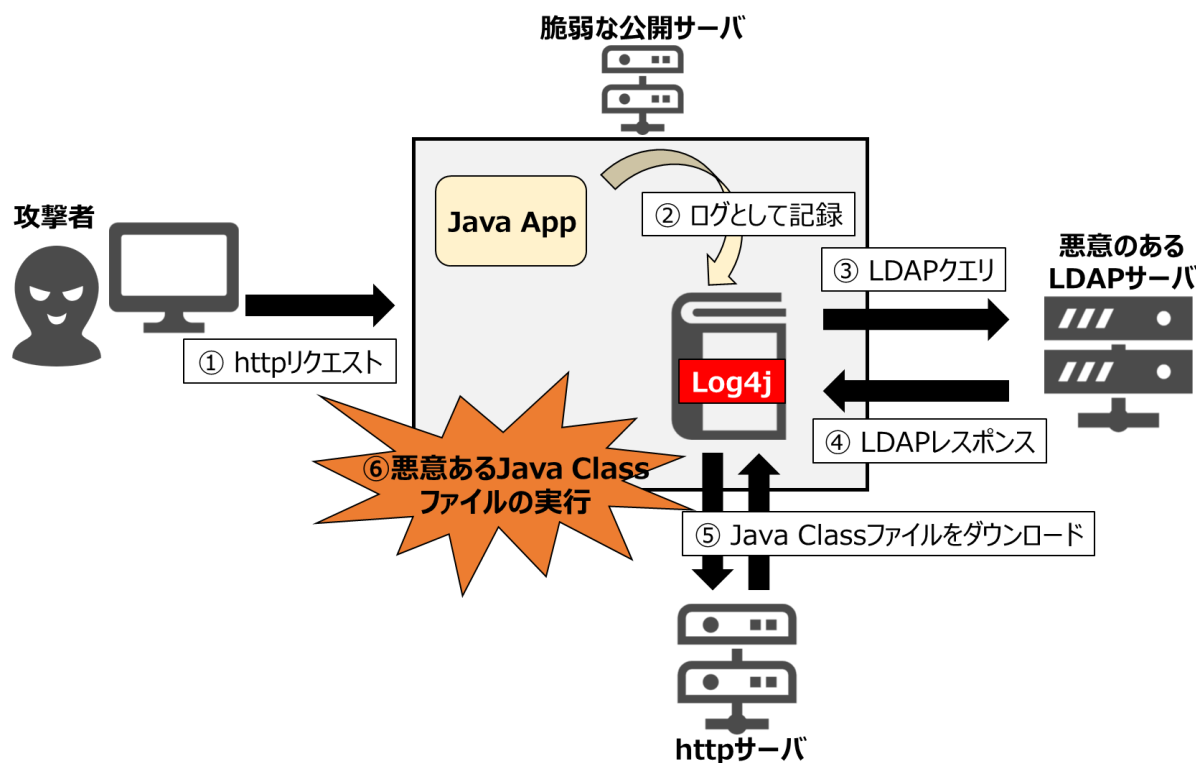 脆弱な公開サーバ
攻撃者
Java App
② ログとして記録
悪意のある
LDAPサーバ
③ LDAPクエリ
① httpリクエスト
Log4j
④ LDAPレスポンス
⑥悪意あるJava Class
ファイルの実行
⑤ Java Classファイルをダウンロード
httpサーバ